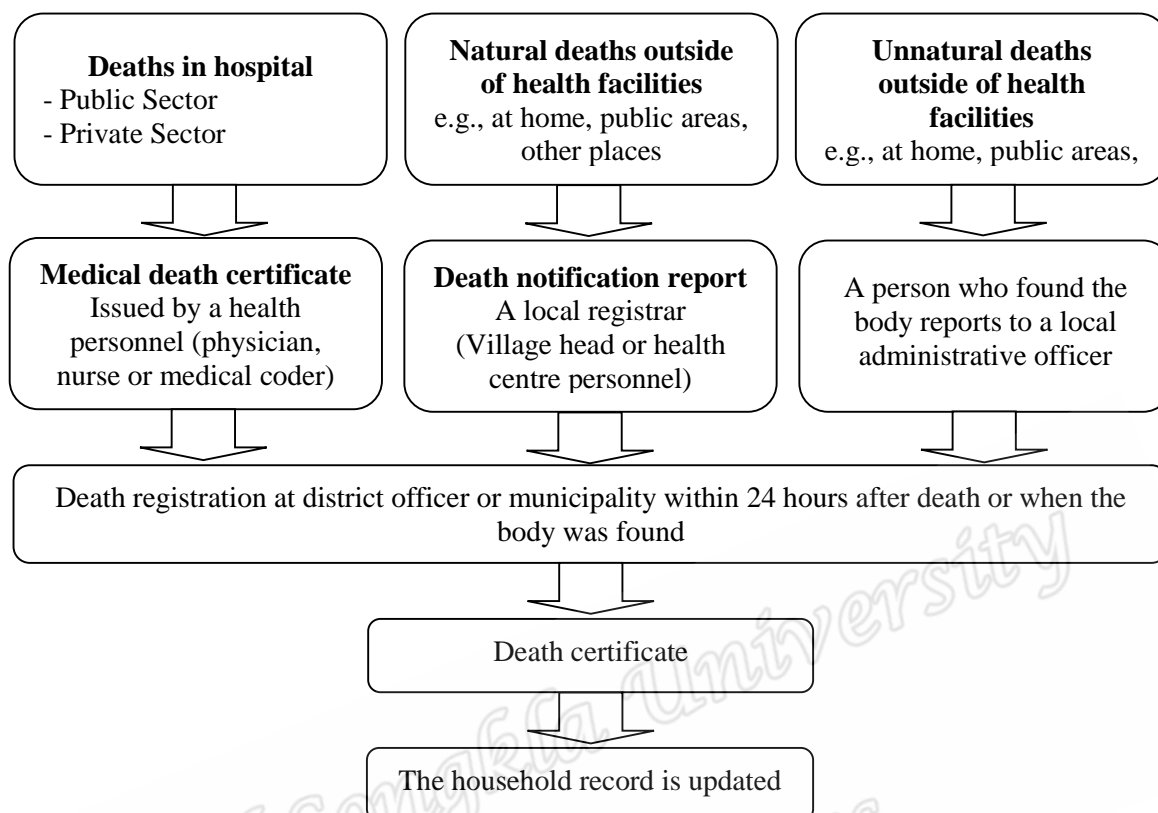 Deaths in hospital
- Public Sector
- Private Sector
Natural deaths outside
of health facilities
e.g., at home, public areas,
other places
Unnatural deaths
outside of health
facilities
e.g., at home, public areas,
Medical death certificate
Issued by a health
personnel (physician,
nurse or medical coder)
Death notification report
A local registrar
(Village head or health
centre personnel)
A person who found the
body reports to a local
administrative officer
Death registration at district officer or municipality within 24 hours after death or when the
body was found
Death certificate
The household record is updated
Songkla University